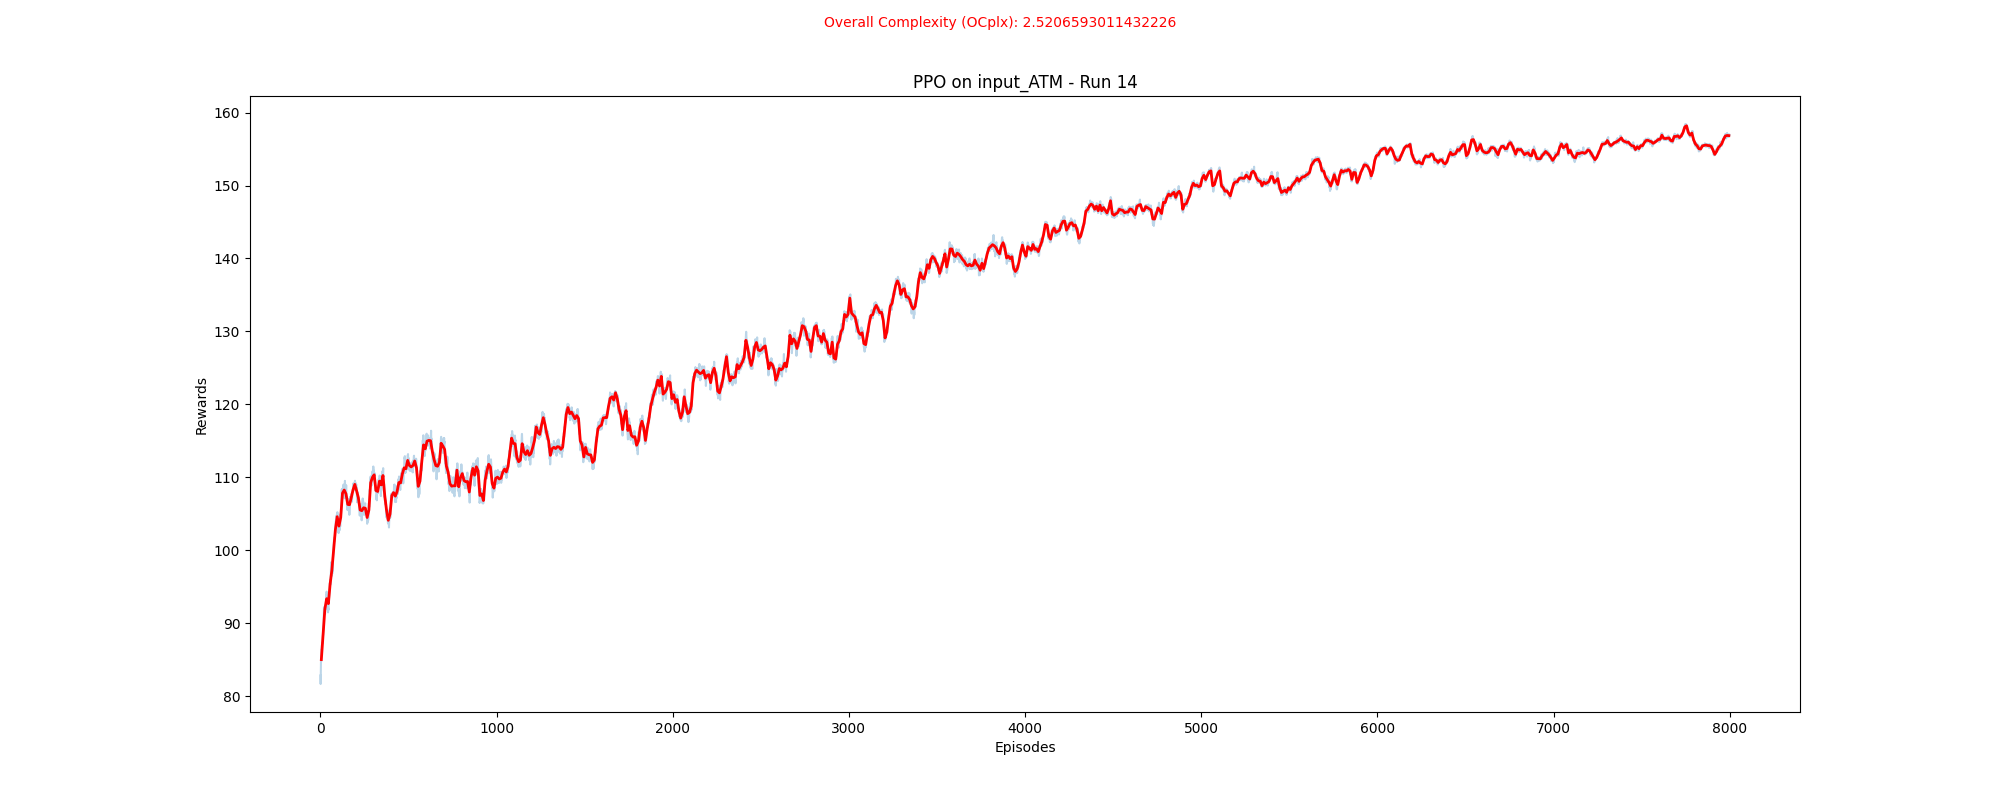 Overall Complexity (OCplx): 2.5206593011432226
PPO on input_ATM - Run 14
160
150
140
130
120
110
100
90
80
Rewards
0 1000 2000 3000 4000 5000 6000 7000 8000
Episodes